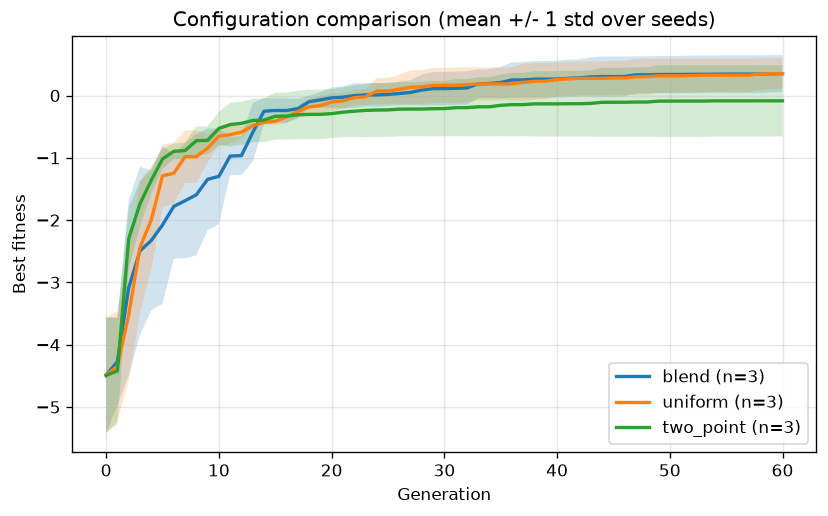 Configuration comparison (mean +/- 1 std over seeds)
Best fitness
0
−1
−2
−3
−4
−5
0 10 20 30 40 50 60
Generation
blend (n=3)
uniform (n=3)
two_point (n=3)